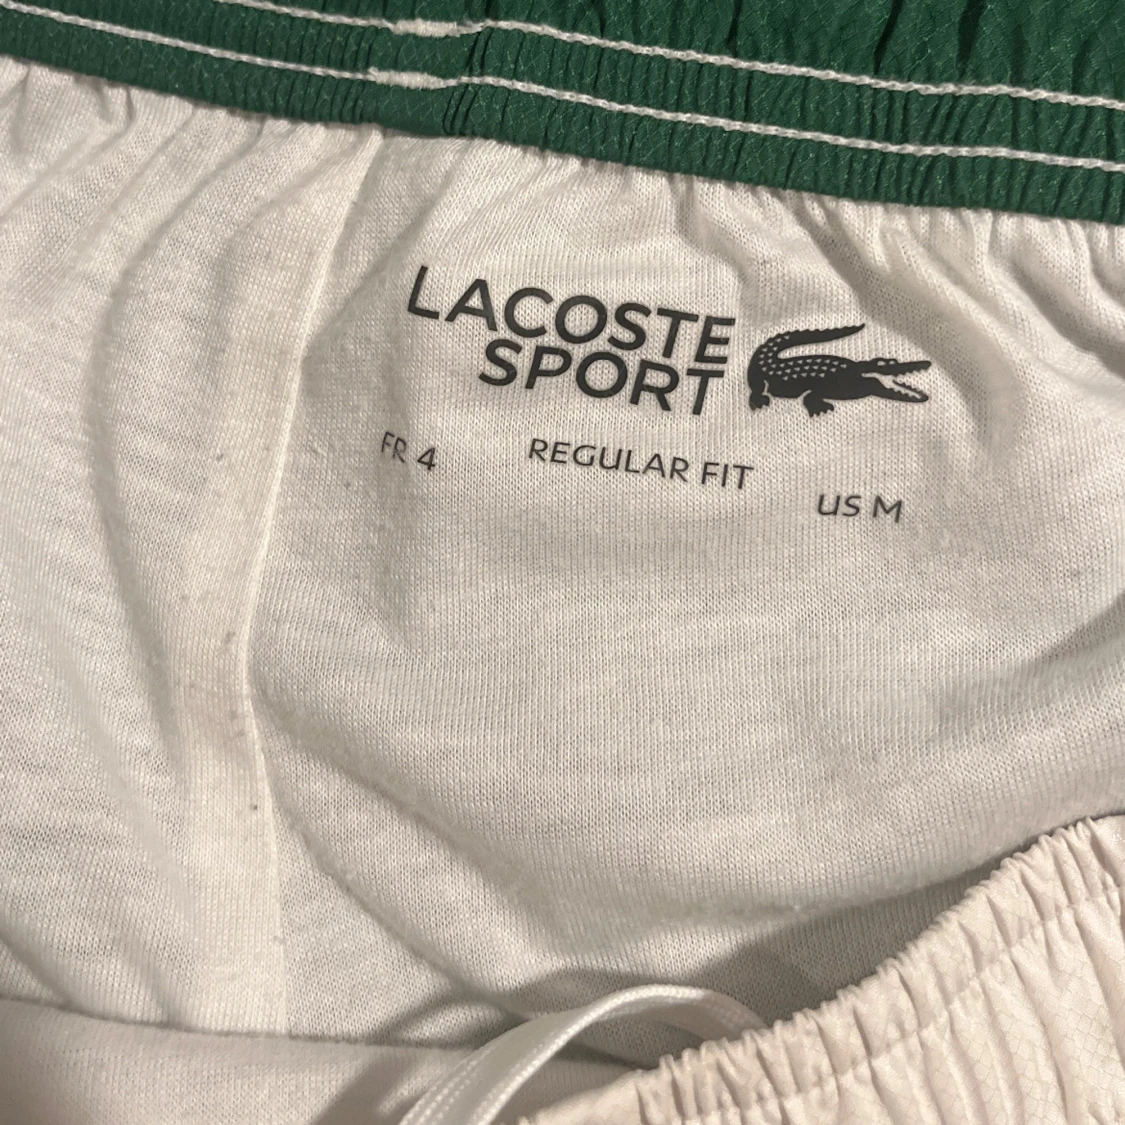 LACOSTE
SPORT
FR 4 REGULAR FIT US M